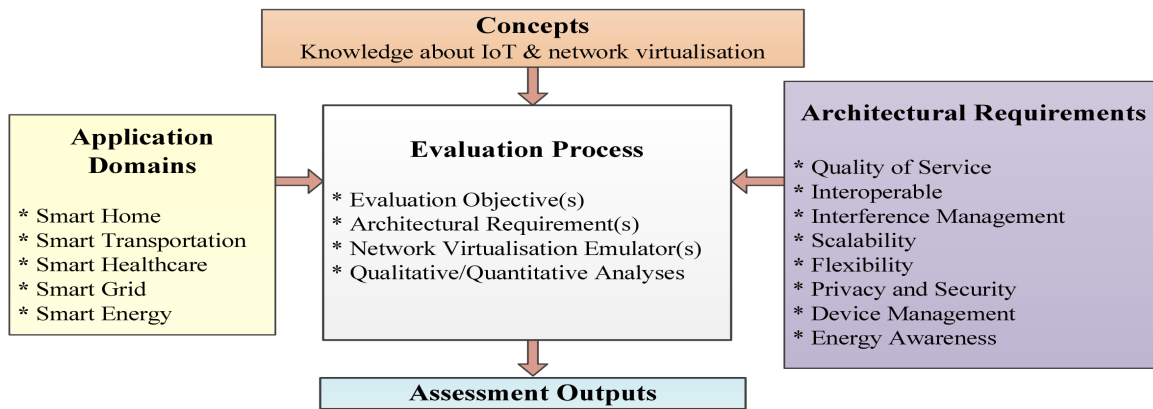 Concepts
Knowledge about IoT & network virtualisation
Application
Domains
* Smart Home
* Smart Transportation
* Smart Healthcare
* Smart Grid
* Smart Energy
Evaluation Process
* Evaluation Objective(s)
* Architectural Requirement(s)
* Network Virtualisation Emulator(s)
* Qualitative/Quantitative Analyses
Architectural Requirements
* Quality of Service
* Interoperable
* Interference Management
* Scalability
* Flexibility
* Privacy and Security
* Device Management
* Energy Awareness
Assessment Outputs